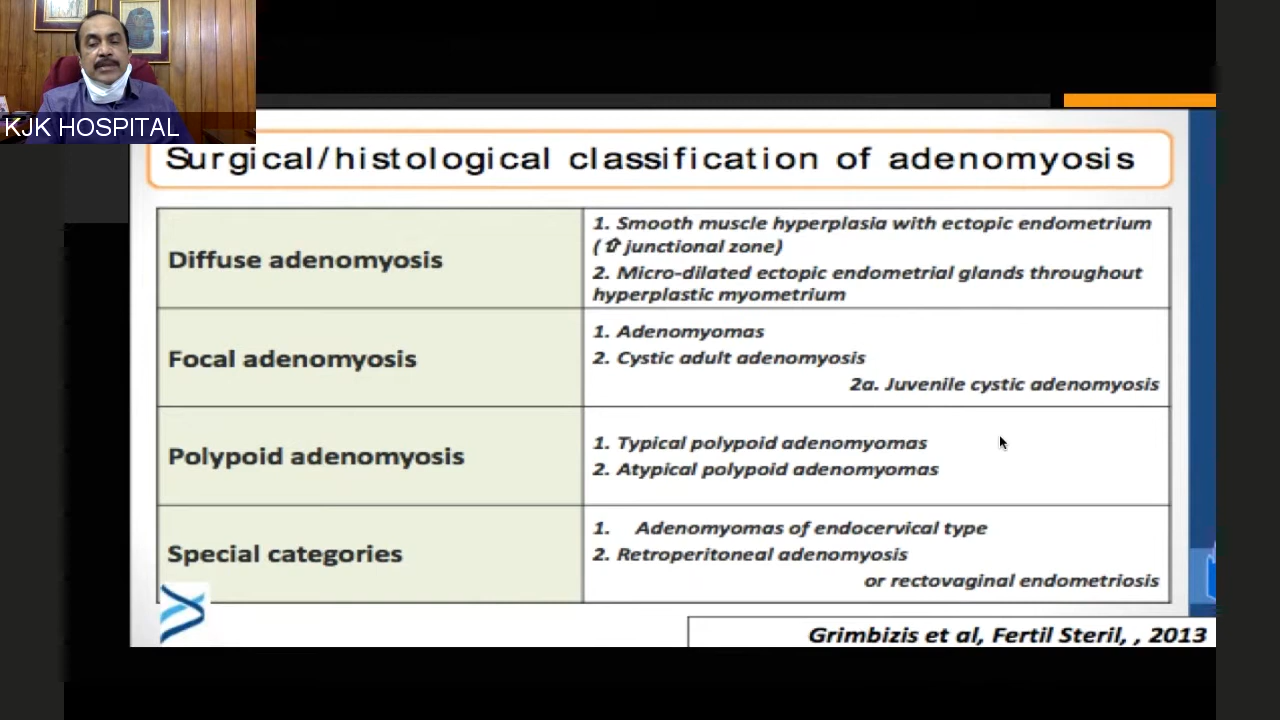 KJK HOSPITAL
Surgical/histological classification of adenomyosis
Diffuse adenomyosis
1. Smooth muscle hyperplasia with ectopic endometrium
(⇧ junctional zone)
2. Micro-dilated ectopic endometrial glands throughout
hyperplastic myometrium
Focal adenomyosis
1. Adenomyomas
2. Cystic adult adenomyosis
2a. Juvenile cystic adenomyosis
Polypoid adenomyosis
1. Typical polypoid adenomyomas
2. Atypical polypoid adenomyomas
Special categories
1. Adenomyomas of endocervical type
2. Retroperitoneal adenomyosis
or rectovaginal endometriosis
Grimbizis et al, Fertil Steril, , 2013